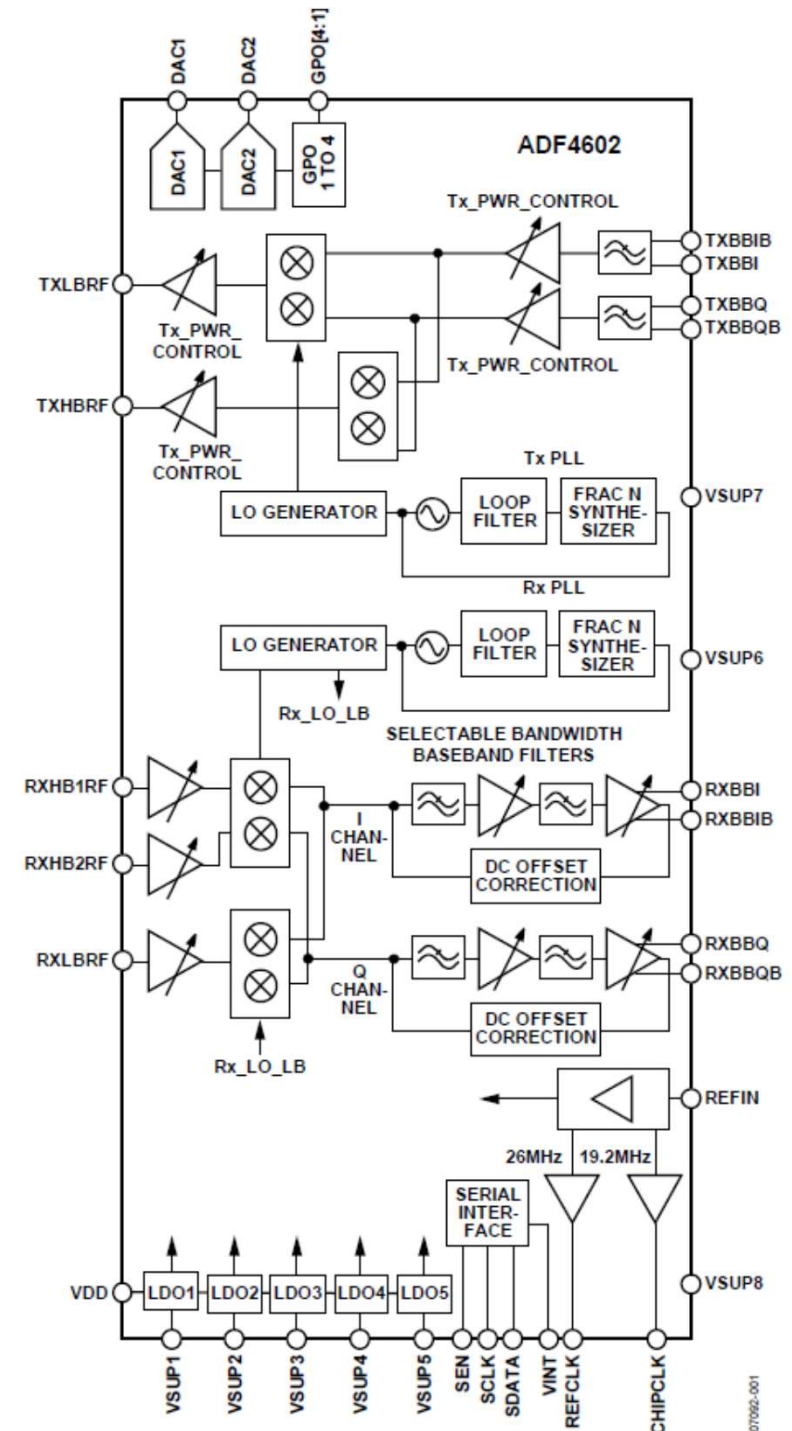 DAC1
DAC2
GPO[4:1]
ADF4602
DAC1
DAC2
GPO
1 TO 4
Tx_PWR_CONTROL
TXBBIB
TXBBI
TXLBRF
TXBBQ
TXBBQB
Tx_PWR_
CONTROL
Tx_PWR_CONTROL
TXHBRF
Tx_PWR_
CONTROL
Tx PLL
LO GENERATOR
LOOP
FILTER
FRAC N
SYNTHE-
SIZER
VSUP7
Rx PLL
LO GENERATOR
LOOP
FILTER
FRAC N
SYNTHE-
SIZER
VSUP6
Rx_LO_LB
SELECTABLE BANDWIDTH
BASEBAND FILTERS
RXHB1RF
RXBBI
RXBBIB
I
CHAN-
NEL
RXHB2RF
DC OFFSET
CORRECTION
RXLBRF
RXBBQ
RXBBQB
Q
CHAN-
NEL
DC OFFSET
CORRECTION
Rx_LO_LB
REFIN
26MHz
19.2MHz
SERIAL
INTER-
FACE
VDD
LDO1
LDO2
LDO3
LDO4
LDO5
VSUP8
VSUP1
VSUP2
VSUP3
VSUP4
VSUP5
SEN
SCLK
SDATA
VINT
REFCLK
CHIPCLK
07092-001